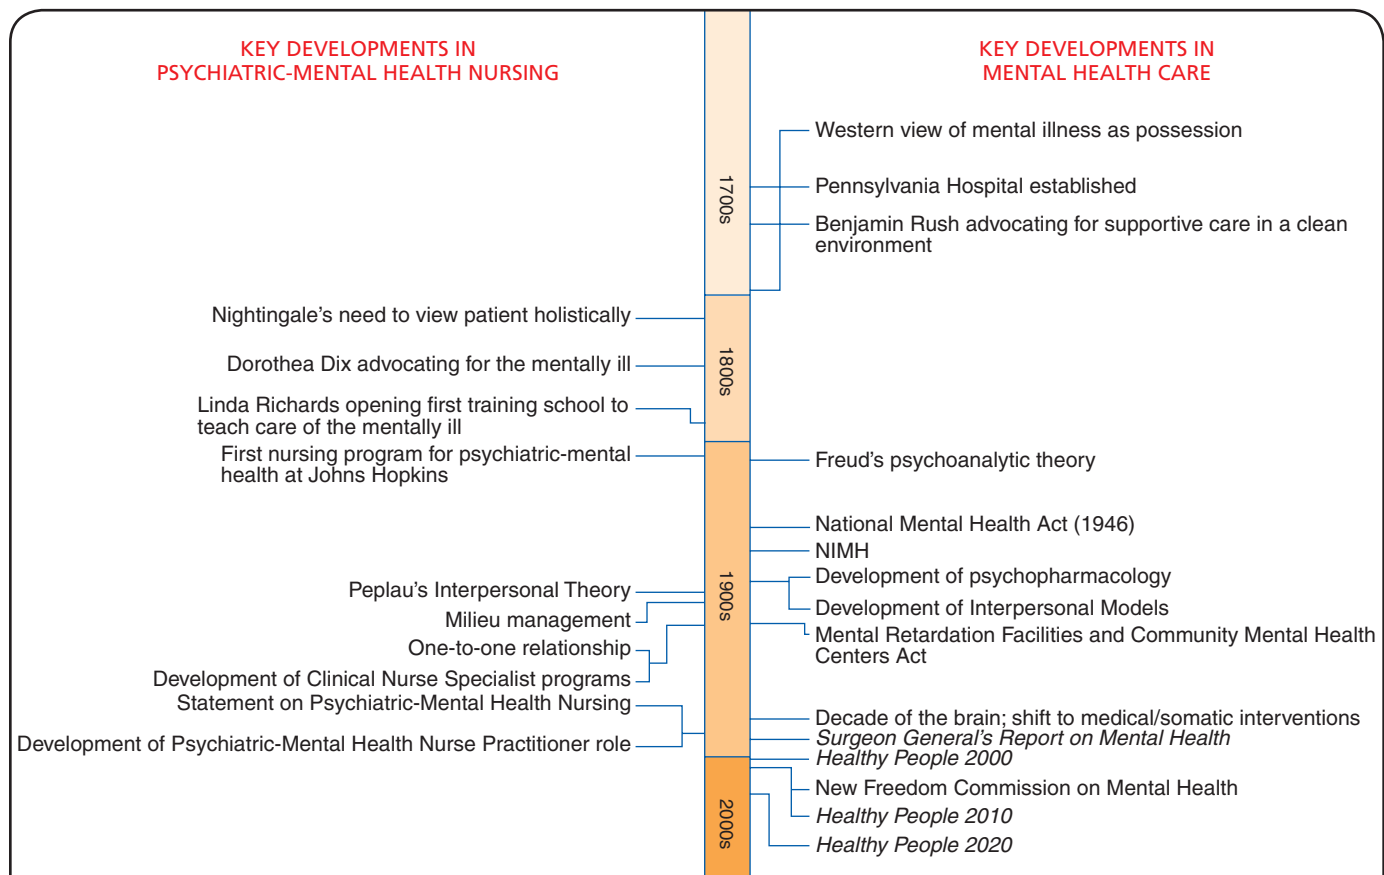 KEY DEVELOPMENTS IN
PSYCHIATRIC-MENTAL HEALTH NURSING
Nightingale’s need to view patient holistically
Dorothea Dix advocating for the mentally ill
Linda Richards opening first training school to
teach care of the mentally ill
First nursing program for psychiatric-mental
health at Johns Hopkins
Peplau’s Interpersonal Theory
Milieu management
One-to-one relationship
Development of Clinical Nurse Specialist programs
Statement on Psychiatric-Mental Health Nursing
Development of Psychiatric-Mental Health Nurse Practitioner role
1700s
1800s
1900s
2000s
KEY DEVELOPMENTS IN
MENTAL HEALTH CARE
Western view of mental illness as possession
Pennsylvania Hospital established
Benjamin Rush advocating for supportive care in a clean
environment
Freud’s psychoanalytic theory
National Mental Health Act (1946)
NIMH
Development of psychopharmacology
Development of Interpersonal Models
Mental Retardation Facilities and Community Mental Health
Centers Act
Decade of the brain; shift to medical/somatic interventions
Surgeon General’s Report on Mental Health
Healthy People 2000
New Freedom Commission on Mental Health
Healthy People 2010
Healthy People 2020